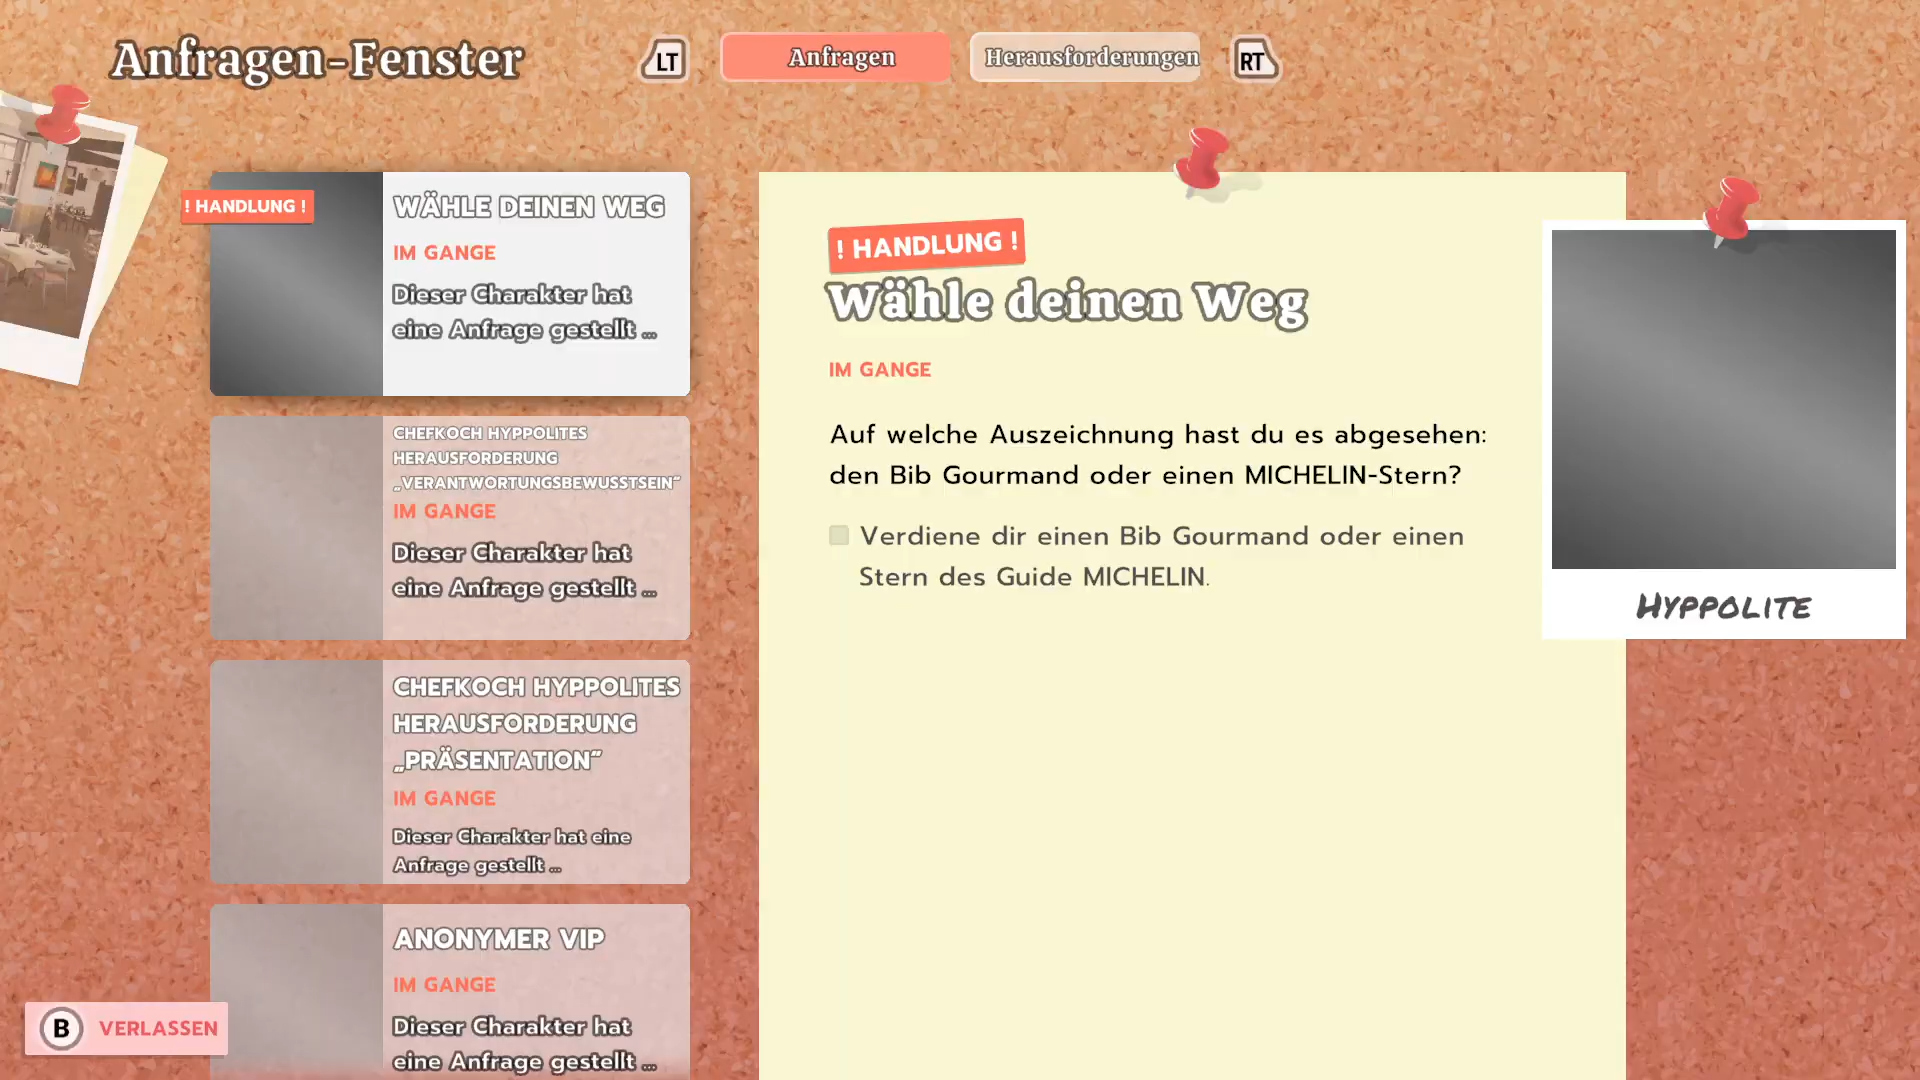 Anfragen-Fenster
LT
Anfragen
Herausforderungen
RT
! HANDLUNG !
WÄHLE DEINEN WEG
IM GANGE
Dieser Charakter hat
eine Anfrage gestellt ...
CHEFKOCH HYPPOLITES
HERAUSFORDERUNG
„VERANTWORTUNGSBEWUSSTSEIN“
IM GANGE
Dieser Charakter hat
eine Anfrage gestellt ...
CHEFKOCH HYPPOLITES
HERAUSFORDERUNG
„PRÄSENTATION“
IM GANGE
Dieser Charakter hat eine
Anfrage gestellt ...
ANONYMER VIP
IM GANGE
Dieser Charakter hat
eine Anfrage gestellt ...
! HANDLUNG !
Wähle deinen Weg
IM GANGE
Auf welche Auszeichnung hast du es abgesehen:
den Bib Gourmand oder einen MICHELIN-Stern?
Verdiene dir einen Bib Gourmand oder einen
Stern des Guide MICHELIN.
HYPPOLITE
B VERLASSEN